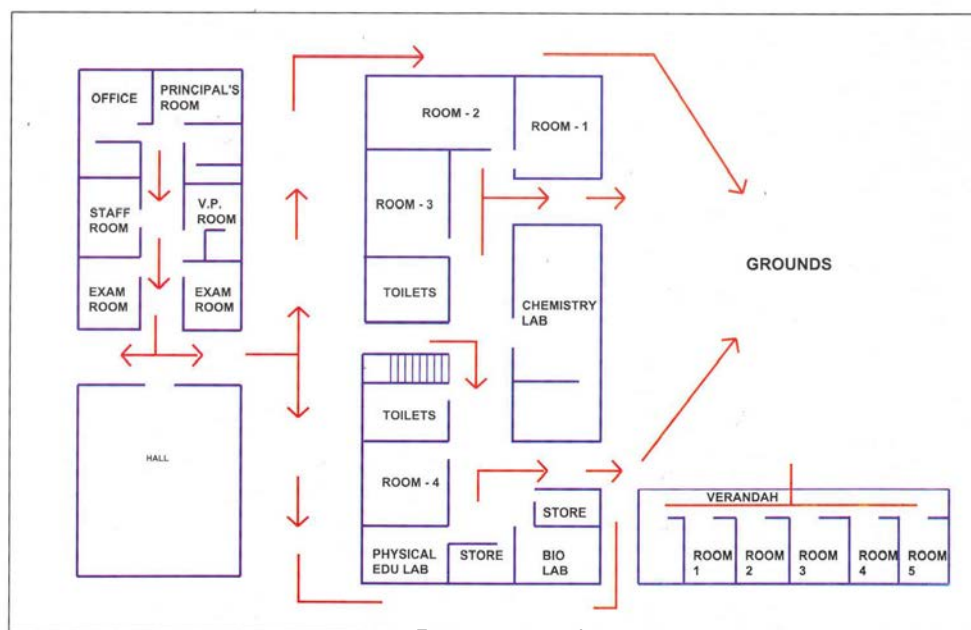 OFFICE
PRINCIPAL'S
ROOM
STAFF
ROOM
V.P.
ROOM
EXAM
ROOM
EXAM
ROOM
HALL
ROOM - 2
ROOM - 1
ROOM - 3
TOILETS
CHEMISTRY
LAB
TOILETS
ROOM - 4
STORE
PHYSICAL
EDU LAB
STORE
BIO
LAB
GROUNDS
VERANDAH
ROOM
1
ROOM
2
ROOM
3
ROOM
4
ROOM
5